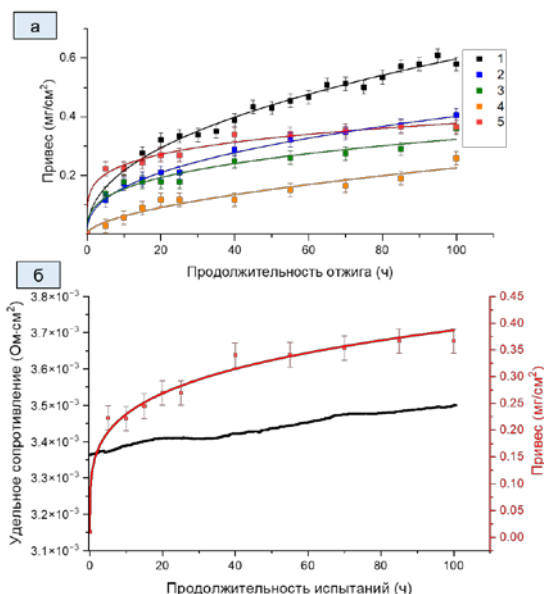 а
Привес (мг/см²)
0.6
0.4
0.2
0 20 40 60 80 100
Продолжительность отжига (ч)
1
2
3
4
5
б
Удельное сопротивление (Ом·см²)
3.8×10⁻³
3.7×10⁻³
3.6×10⁻³
3.5×10⁻³
3.4×10⁻³
3.3×10⁻³
3.2×10⁻³
3.1×10⁻³
0 20 40 60 80 100
Продолжительность испытаний (ч)
0.45
0.40
0.35
0.30
0.25
0.20
0.15
0.10
0.05
0.00
Привес (мг/см²)